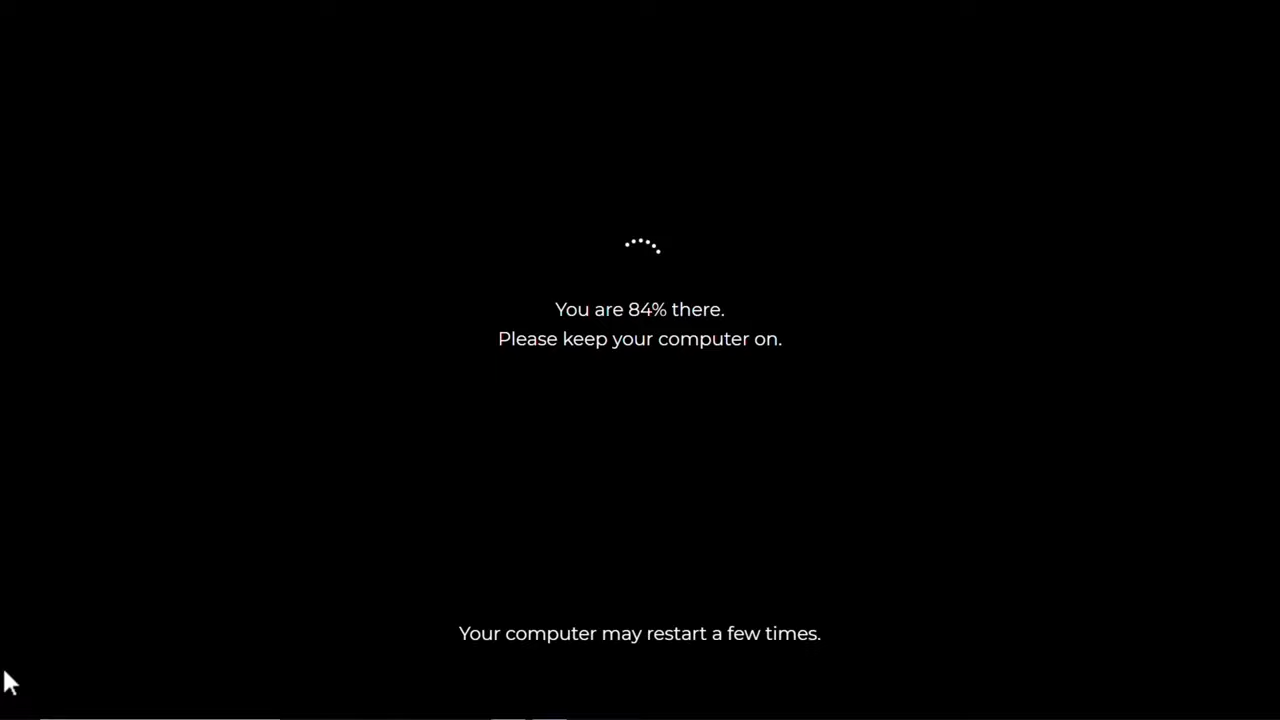 You are 84% there.
Please keep your computer on.
Your computer may restart a few times.